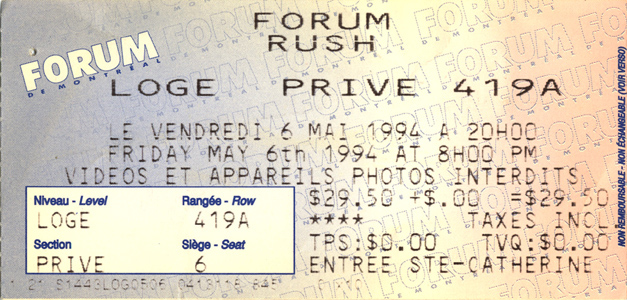 FORUM
RUSH
FORUM
DE MONTRÉAL
LOGE PRIVE 419A
LE VENDREDI 6 MAI 1994 A 20H00
FRIDAY MAY 6th 1994 AT 8H00 PM
VIDEOS ET APPAREILS PHOTOS INTERDITS
Niveau - Level Rangée - Row
LOGE 419A
Section Siège - Seat
PRIVE 6
$29.50 +$.00 =$29.50
**** TAXES INCL
TPS:$0.00 TVQ:$0.00
ENTRÉE STE-CATHERINE
NON REMBOURSABLE - NON ÉCHANGEABLE (VOIR VERSO)